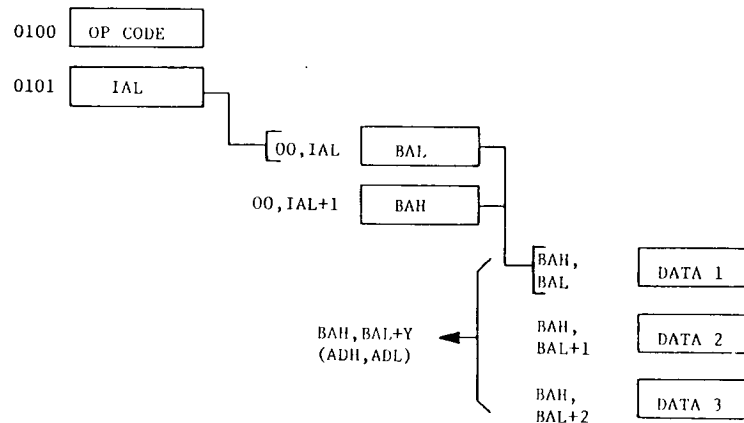 0100 OP CODE
0101 IAL
00,IAL BAL
00,IAL+1 BAH
BAH,
BAL DATA 1
BAH,BAL+Y
(ADH,ADL)
BAH,
BAL+1 DATA 2
BAH,
BAL+2 DATA 3